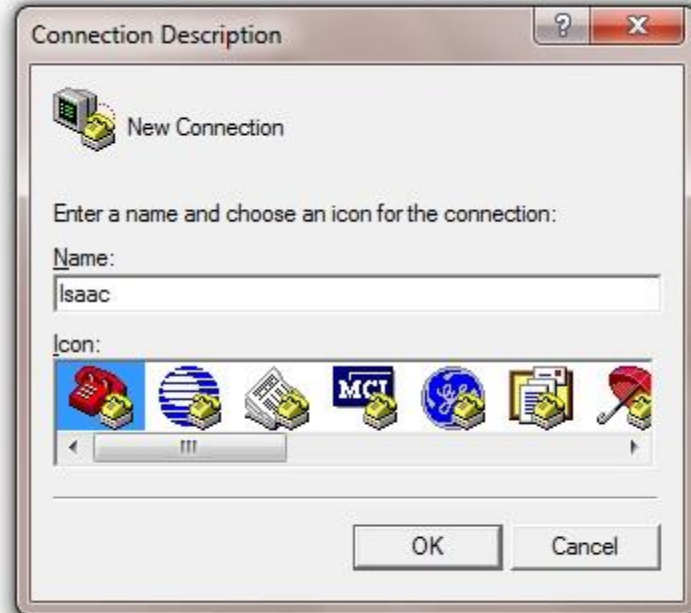 Connection Description
?
New Connection
Enter a name and choose an icon for the connection:
Name:
Isaac
Icon:
MCI
OK
Cancel